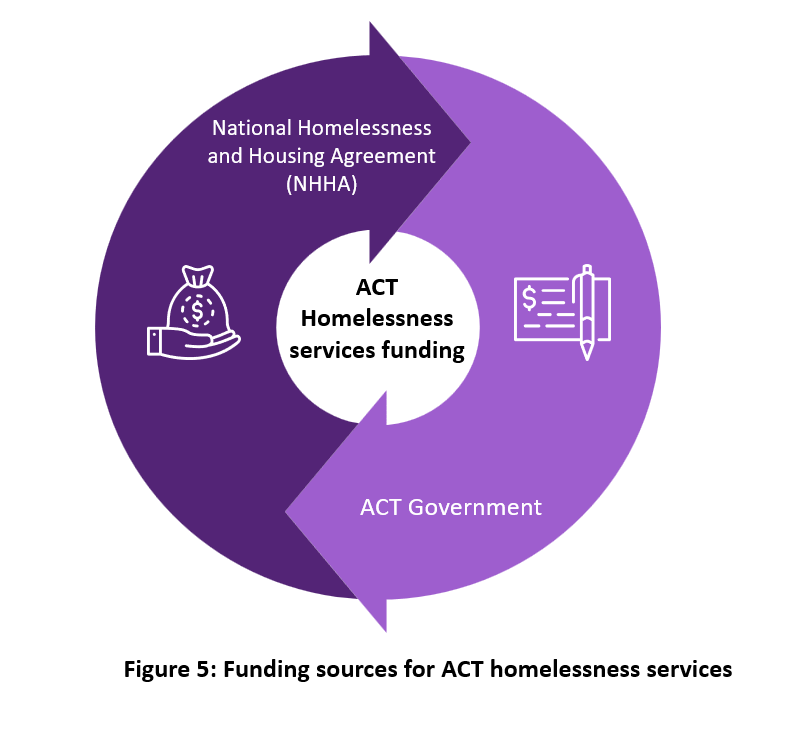 National Homelessness
and Housing Agreement
(NHHA)
$
$
ACT
Homelessness
services funding
ACT Government
Figure 5: Funding sources for ACT homelessness services